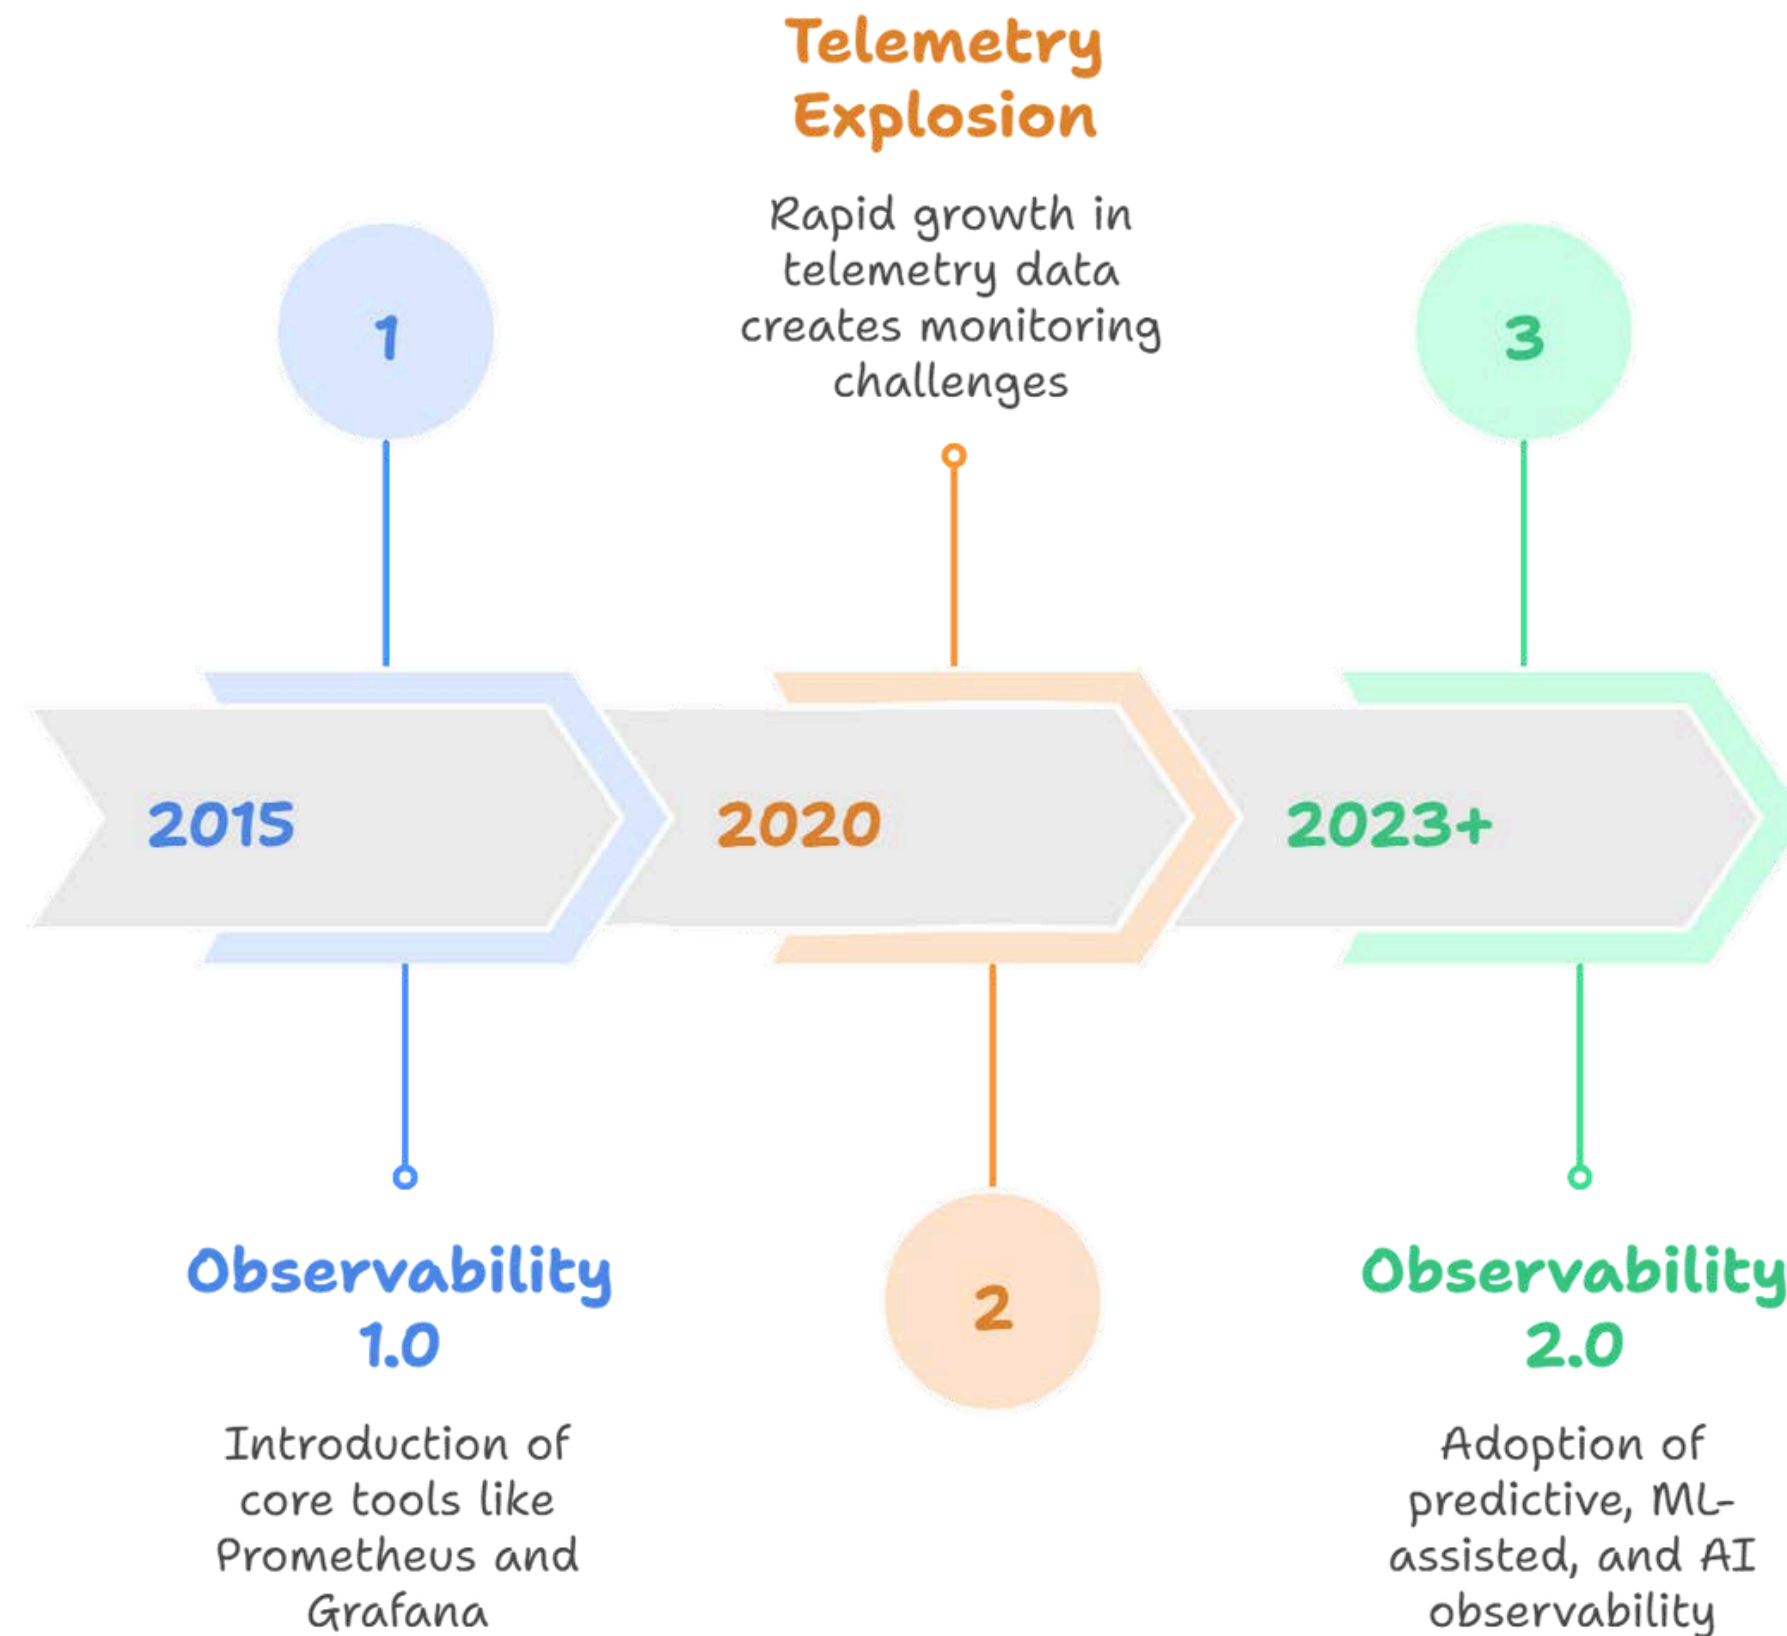 Telemetry
Explosion
Rapid growth in
telemetry data
creates monitoring
challenges
1
3
2015
2020
2023+
Observability
1.0
Introduction of
core tools like
Prometheus and
Grafana
2
Observability
2.0
Adoption of
predictive, ML-
assisted, and AI
observability